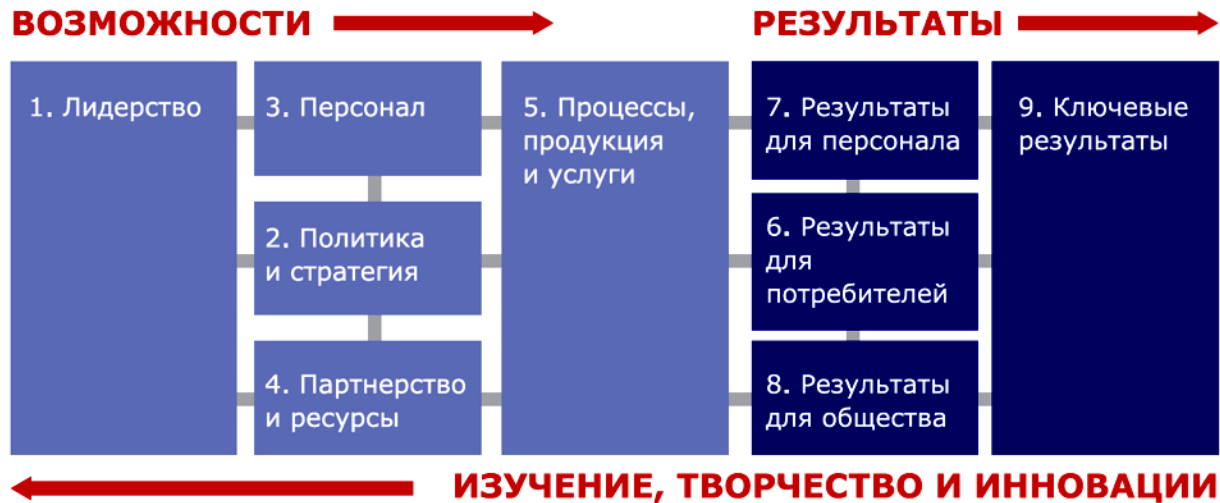 ВОЗМОЖНОСТИ
РЕЗУЛЬТАТЫ
1. Лидерство
3. Персонал
2. Политика
и стратегия
4. Партнерство
и ресурсы
5. Процессы,
продукция
и услуги
7. Результаты
для персонала
6. Результаты
для
потребителей
8. Результаты
для общества
9. Ключевые
результаты
ИЗУЧЕНИЕ, ТВОРЧЕСТВО И ИННОВАЦИИ